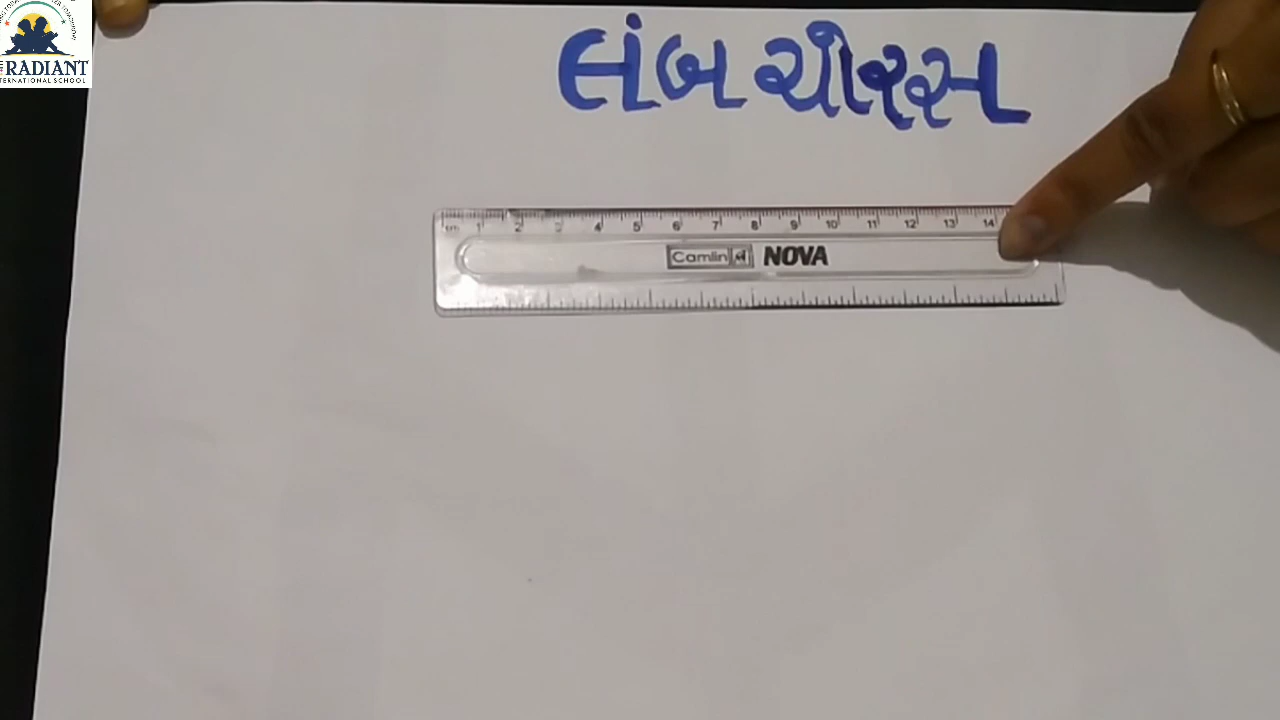 લંબ ચોરસ
RADIANT
INTERNATIONAL SCHOOL
cm 1 2 3 4 5 6 7 8 9 10 11 12 13 14
Camlin NOVA